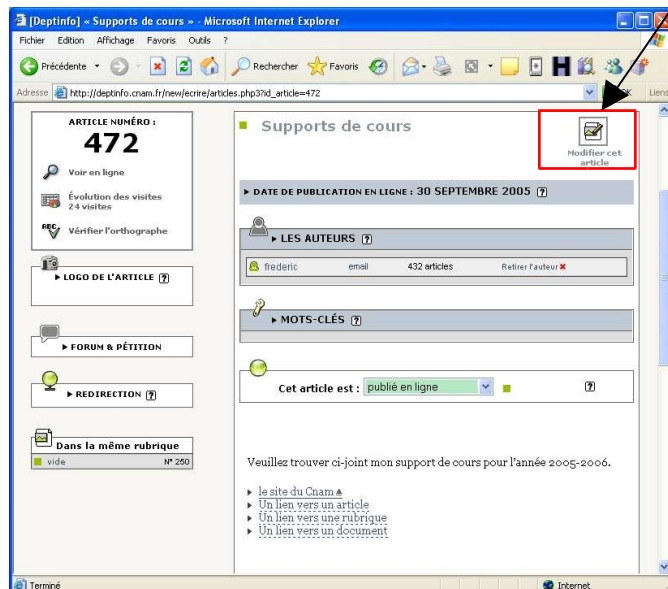 [Deptinfo] « Supports de cours » - Microsoft Internet Explorer
Fichier Edition Affichage Favoris Outils ?
Précédente Rechercher Favoris
Adresse http://deptinfo.cnam.fr/new/ecrire/articles.php3?id_article=472 OK Liens
ARTICLE NUMÉRO :
472
Voir en ligne
Évolution des visites
24 visites
Vérifier l'orthographe
LOGO DE L'ARTICLE ?
FORUM & PÉTITION
REDIRECTION ?
Dans la même rubrique
vide N° 250
Supports de cours
Modifier cet
article
DATE DE PUBLICATION EN LIGNE : 30 SEPTEMBRE 2005 ?
LES AUTEURS ?
frederic email 432 articles Retirer l'auteur
MOTS-CLÉS ?
Cet article est : publié en ligne ?
Veuillez trouver ci-joint mon support de cours pour l'année 2005-2006.
le site du Cnam
Un lien vers un article
Un lien vers une rubrique
Un lien vers un document
Terminé Internet